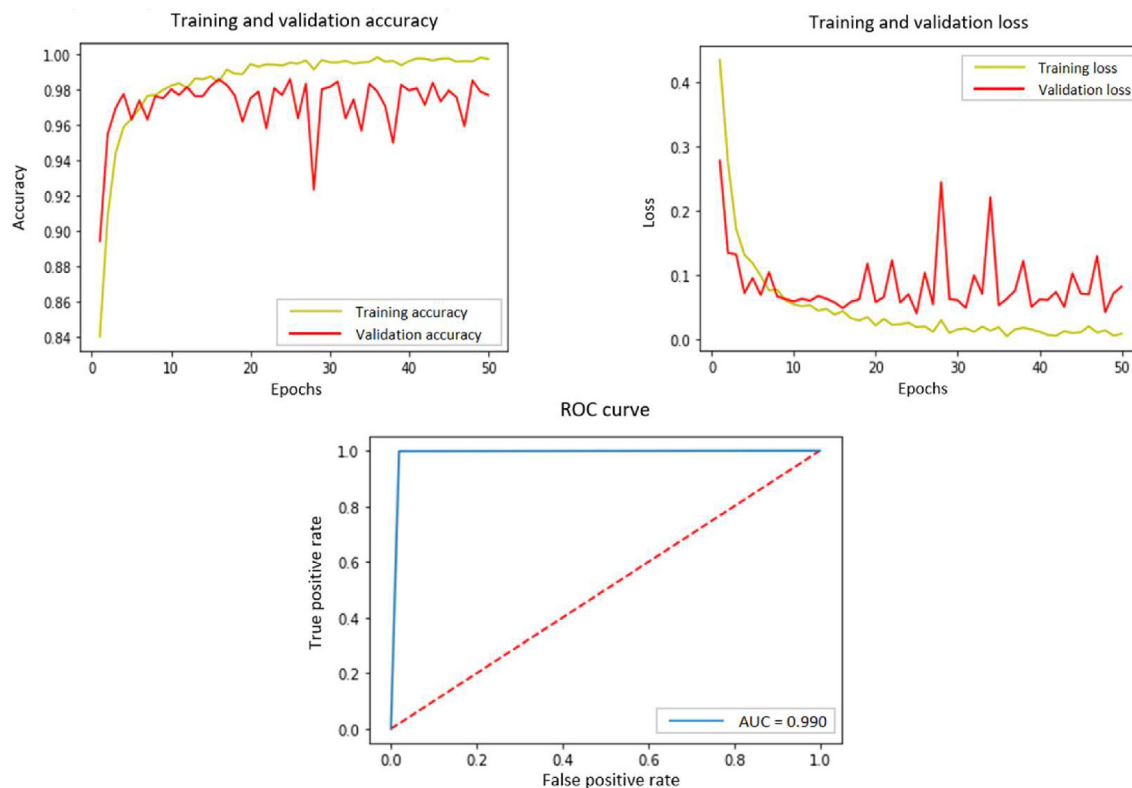 Training and validation accuracy
1.00
0.98
0.96
0.94
0.92
0.90
0.88
0.86
0.84
Accuracy
Training accuracy
Validation accuracy
0 10 20 30 40 50
Epochs
Training and validation loss
Training loss
Validation loss
0.4
0.3
0.2
0.1
0.0
Loss
0 10 20 30 40 50
Epochs
ROC curve
1.0
0.8
0.6
0.4
0.2
0.0
True positive rate
AUC = 0.990
0.0 0.2 0.4 0.6 0.8 1.0
False positive rate